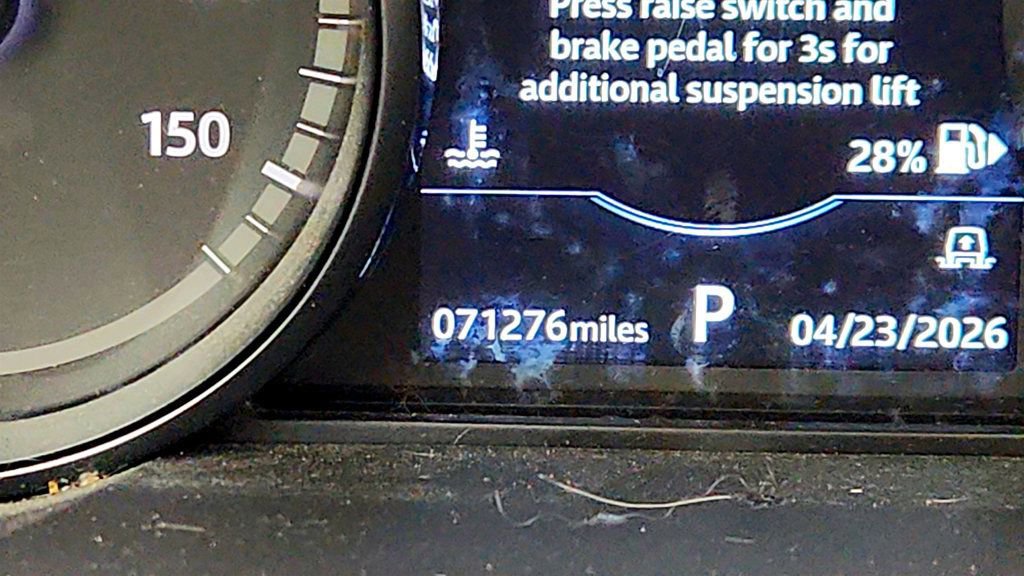 Press raise switch and
brake pedal for 3s for
additional suspension lift
150
28%
071276miles P 04/23/2026